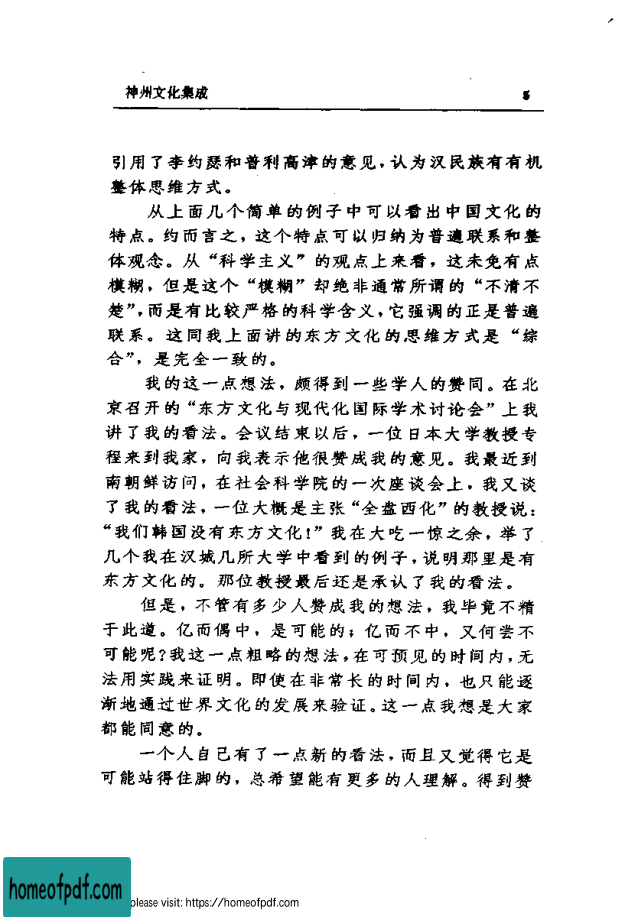 神州文化集成
5
引用了李约瑟和普利高津的意见，认为汉民族有有机
整体思维方式。
从上面几个简单的例子中可以看出中国文化的
特点。约而言之，这个特点可以归纳为普遍联系和整
体观念。从“科学主义”的观点上来看，这未免有点
模糊，但是这个“模糊”却绝非通常所谓的“不清不
楚”，而是有比较严格的科学含义，它强调的正是普遍
联系。这同我上面讲的东方文化的思维方式是“综
合”，是完全一致的。
我的这一点想法，颇得到一些学人的赞同。在北
京召开的“东方文化与现代化国际学术讨论会”上我
讲了我的看法。会议结束以后，一位日本大学教授专
程来到我家，向我表示他很赞成我的意见。我最近到
南朝鲜访问，在社会科学院的一次座谈会上，我又谈
了我的看法，一位大概是主张“全盘西化”的教授说：
“我们韩国没有东方文化！”我在大吃一惊之余，举了
几个我在汉城几所大学中看到的例子，说明那里是有
东方文化的。那位教授最后还是承认了我的看法。
但是，不管有多少人赞成我的想法，我毕竟不精
于此道。亿而偶中，是可能的；亿而不中，又何尝不
可能呢？我这一点粗略的想法，在可预见的时间内，无
法用实践来证明。即使在非常长的时间内，也只能逐
渐地通过世界文化的发展来验证。这一点我想是大家
都能同意的。
一个人自己有了一点新的看法，而且又觉得它是
可能站得住脚的，总希望能有更多的人理解。得到赞
homeofpdf.com
please visit: https://homeofpdf.com